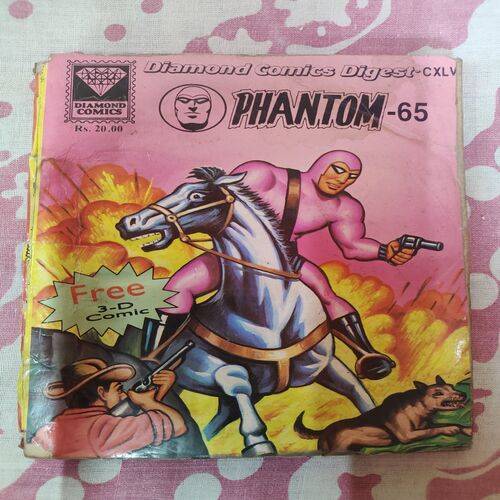 Diamond Comics Digest-CXLV
DIAMOND
COMICS
Rs. 20.00
PHANTOM-65
Free
3-D
Comic